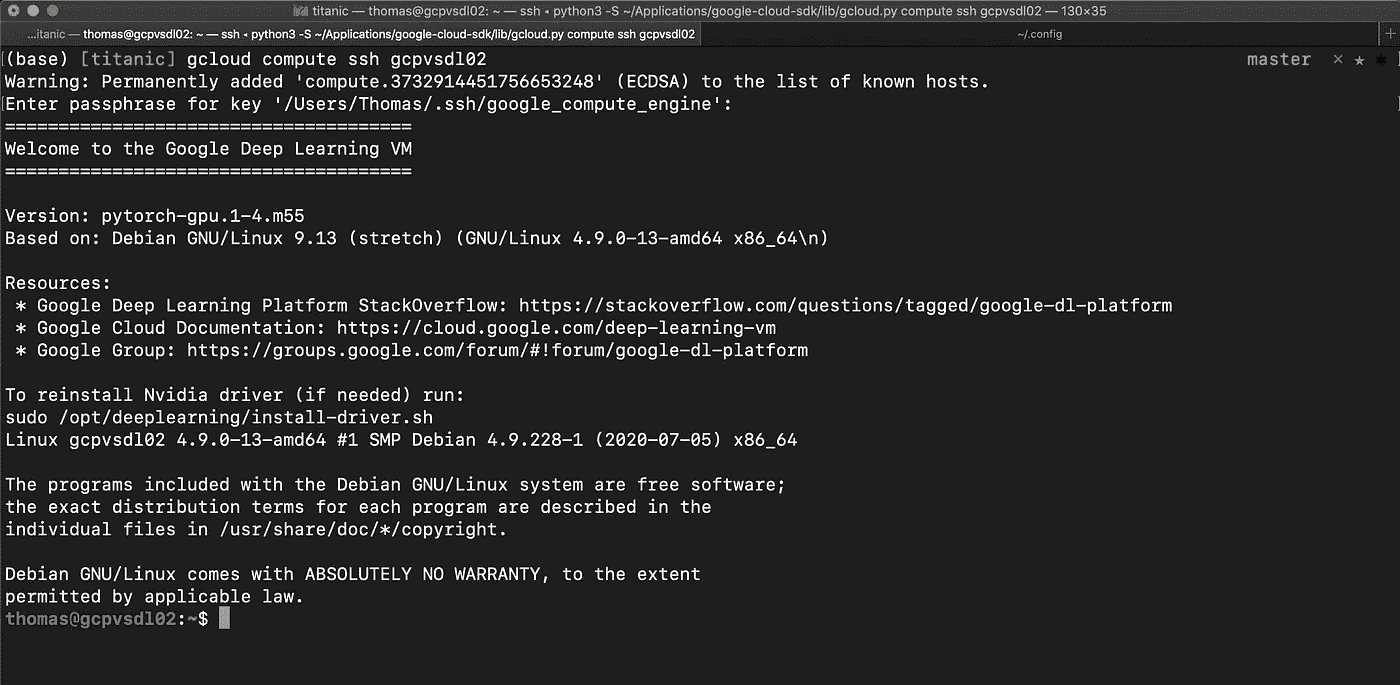 titanic — thomas@gcpvsdl02: ~ — ssh ◂ python3 -S ~/Applications/google-cloud-sdk/lib/gcloud.py compute ssh gcpvsdl02 — 130×35
...itanic — thomas@gcpvsdl02: ~ — ssh ◂ python3 -S ~/Applications/google-cloud-sdk/lib/gcloud.py compute ssh gcpvsdl02
~/.config
(base) [titanic] gcloud compute ssh gcpvsdl02 master × ★ ✱
Warning: Permanently added 'compute.3732914451756653248' (ECDSA) to the list of known hosts.
Enter passphrase for key '/Users/Thomas/.ssh/google_compute_engine':
======================================
Welcome to the Google Deep Learning VM
======================================
Version: pytorch-gpu.1-4.m55
Based on: Debian GNU/Linux 9.13 (stretch) (GNU/Linux 4.9.0-13-amd64 x86_64\n)
Resources:
* Google Deep Learning Platform StackOverflow: https://stackoverflow.com/questions/tagged/google-dl-platform
* Google Cloud Documentation: https://cloud.google.com/deep-learning-vm
* Google Group: https://groups.google.com/forum/#!forum/google-dl-platform
To reinstall Nvidia driver (if needed) run:
sudo /opt/deeplearning/install-driver.sh
Linux gcpvsdl02 4.9.0-13-amd64 #1 SMP Debian 4.9.228-1 (2020-07-05) x86_64
The programs included with the Debian GNU/Linux system are free software;
the exact distribution terms for each program are described in the
individual files in /usr/share/doc/*/copyright.
Debian GNU/Linux comes with ABSOLUTELY NO WARRANTY, to the extent
permitted by applicable law.
thomas@gcpvsdl02:~$